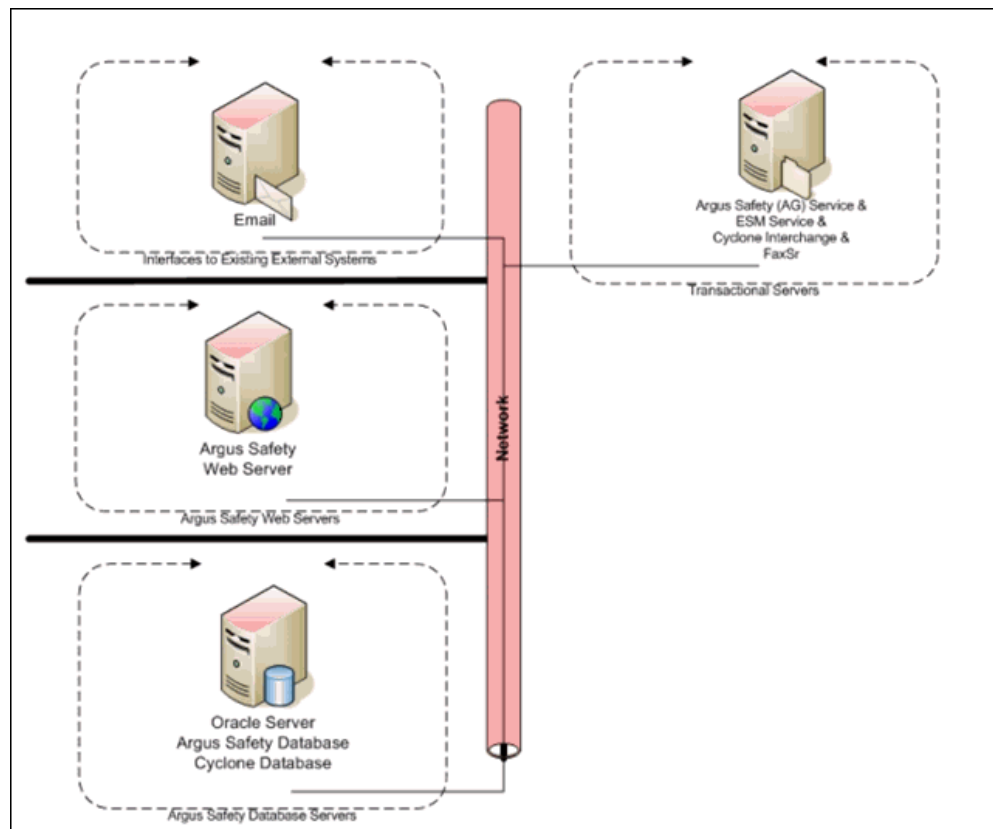 Email
Interfaces to Existing External Systems
Argus Safety (AG) Service &
ESM Service &
Cyclone Interchange &
FaxSr
Transactional Servers
Network
Argus Safety
Web Server
Argus Safety Web Servers
Oracle Server
Argus Safety Database
Cyclone Database
Argus Safety Database Servers